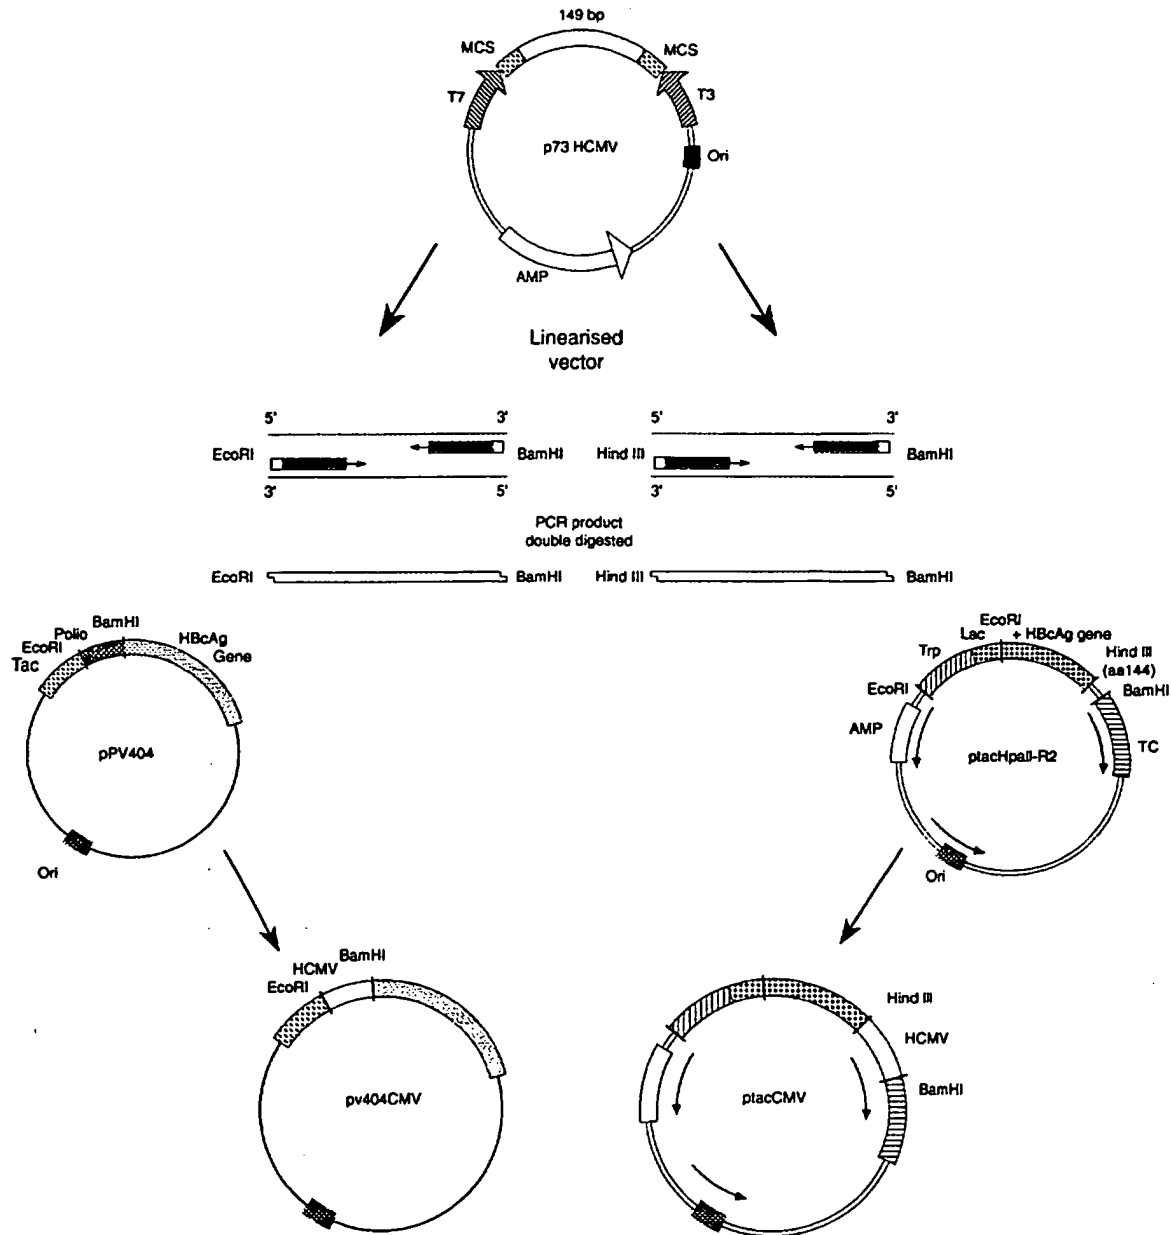 149 bp
MCS
MCS
T7
T3
p73 HCMV
Ori
AMP
Linearised
vector
5'
3'
5'
3'
EcoRI
BamHI
Hind III
BamHI
3'
5'
3'
5'
PCR product
double digested
EcoRI
BamHI
Hind III
BamHI
BamHI
Polio
EcoRI
Tac
HBcAg
Gene
pPV404
Ori
EcoRI
Lac
+ HBcAg gene
Trp
Hind III
(aa144)
EcoRI
BamHI
AMP
TC
ptacHpaII-R2
Ori
BamHI
HCMV
EcoRI
pv404CMV
Hind III
HCMV
BamHI
ptacCMV